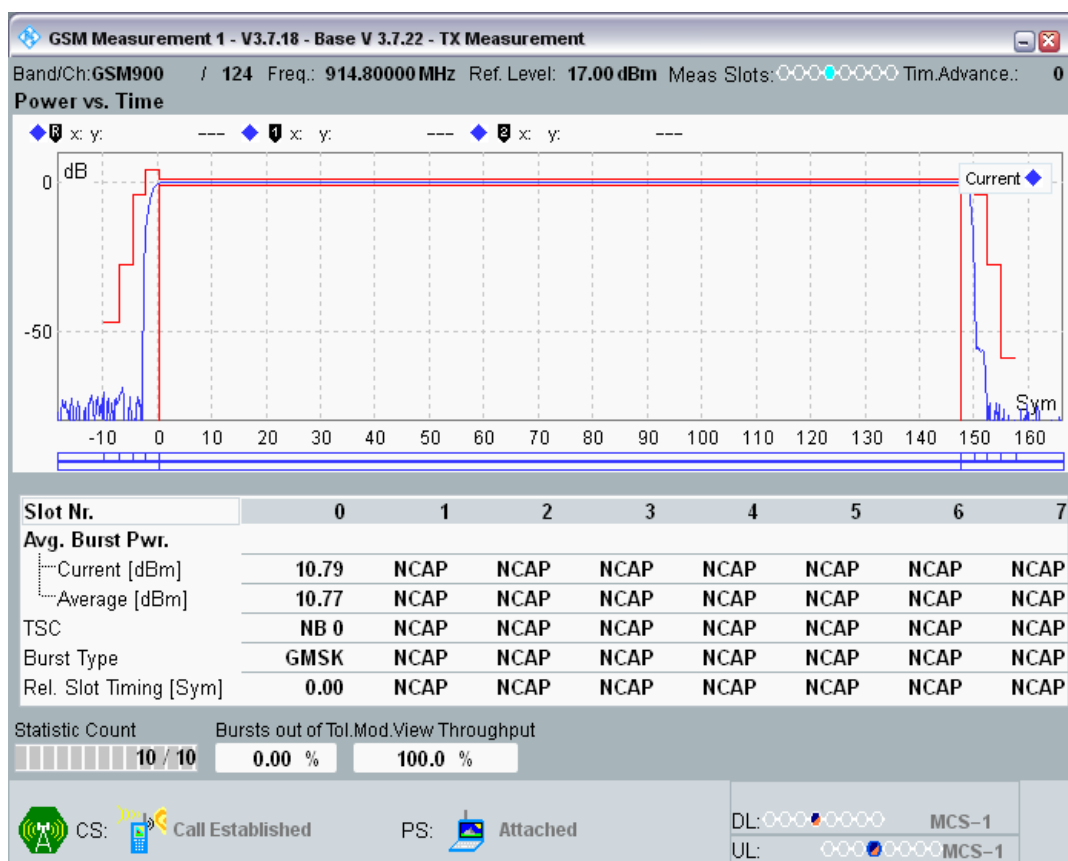 GSM Measurement 1 - V3.7.18 - Base V 3.7.22 - TX Measurement
Band/Ch:GSM900 / 124 Freq.: 914.80000 MHz Ref. Level: 17.00 dBm Meas Slots: Tim.Advance.: 0
Power vs. Time
R x: y: --- 1 x: y: --- 2 x: y: ---
dB
Current
0
-50
Sym
-10 0 10 20 30 40 50 60 70 80 90 100 110 120 130 140 150 160
Slot Nr. 0 1 2 3 4 5 6 7
Avg. Burst Pwr.
Current [dBm] 10.79 NCAP NCAP NCAP NCAP NCAP NCAP NCAP
Average [dBm] 10.77 NCAP NCAP NCAP NCAP NCAP NCAP NCAP
TSC NB 0 NCAP NCAP NCAP NCAP NCAP NCAP NCAP
Burst Type GMSK NCAP NCAP NCAP NCAP NCAP NCAP NCAP
Rel. Slot Timing [Sym] 0.00 NCAP NCAP NCAP NCAP NCAP NCAP NCAP
Statistic Count Bursts out of Tol. Mod.View Throughput
10 / 10 0.00 % 100.0 %
CS: Call Established PS: Attached DL: MCS-1
UL: MCS-1